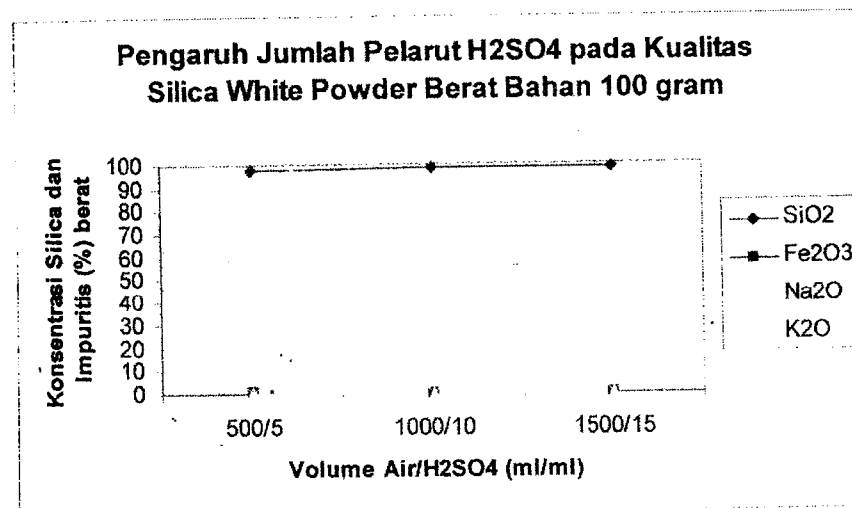 Pengaruh Jumlah Pelarut H2SO4 pada Kualitas
Silica White Powder Berat Bahan 100 gram
Konsentrasi Silica dan
Impuritis (%) berat
100
90
80
70
60
50
40
30
20
10
0
500/5
1000/10
1500/15
Volume Air/H2SO4 (ml/ml)
SiO2
Fe2O3
Na2O
K2O